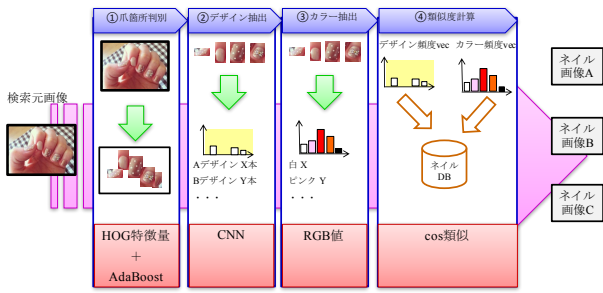 ①爪箇所判別
②デザイン抽出
③カラー抽出
④類似度計算
検索元画像
Aデザイン X本
Bデザイン Y本
・・・
白 X
ピンク Y
・・・
デザイン頻度vec
カラー頻度vec
ネイル
DB
ネイル
画像A
ネイル
画像B
ネイル
画像C
HOG特徴量
+
AdaBoost
CNN
RGB値
cos類似